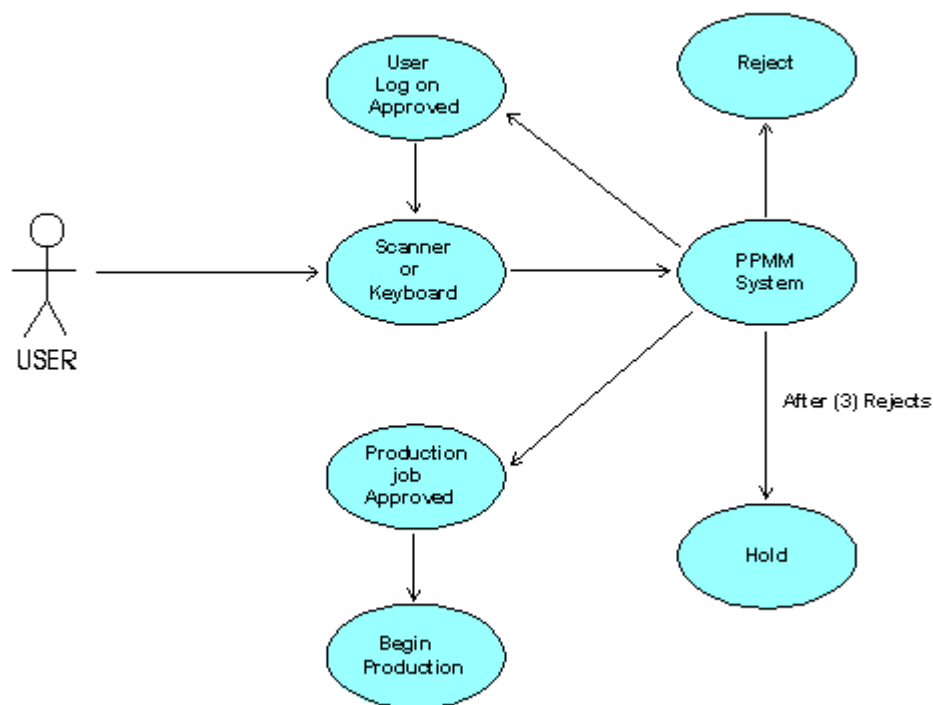 User
Log on
Approved
Reject
Scanner
or
Keyboard
PPMM
System
USER
After (3) Rejects
Production
job
Approved
Hold
Begin
Production